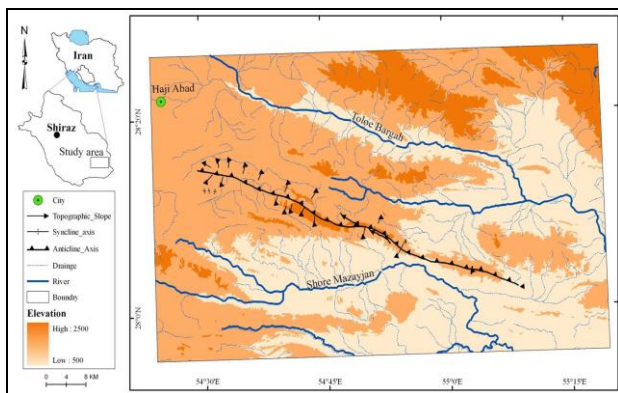 N
Iran
Shiraz
Study area
City
Topographic_Slope
Syncline_axis
Anticline_Axis
Drainge
River
Boundry
Elevation
High : 2500
Low : 500
0 4 8 KM
Haji Abad
Toloe Bargah
Shore Mazayjan
28°20'
28°0'
54°30'
54°45'
55°0'
55°15'